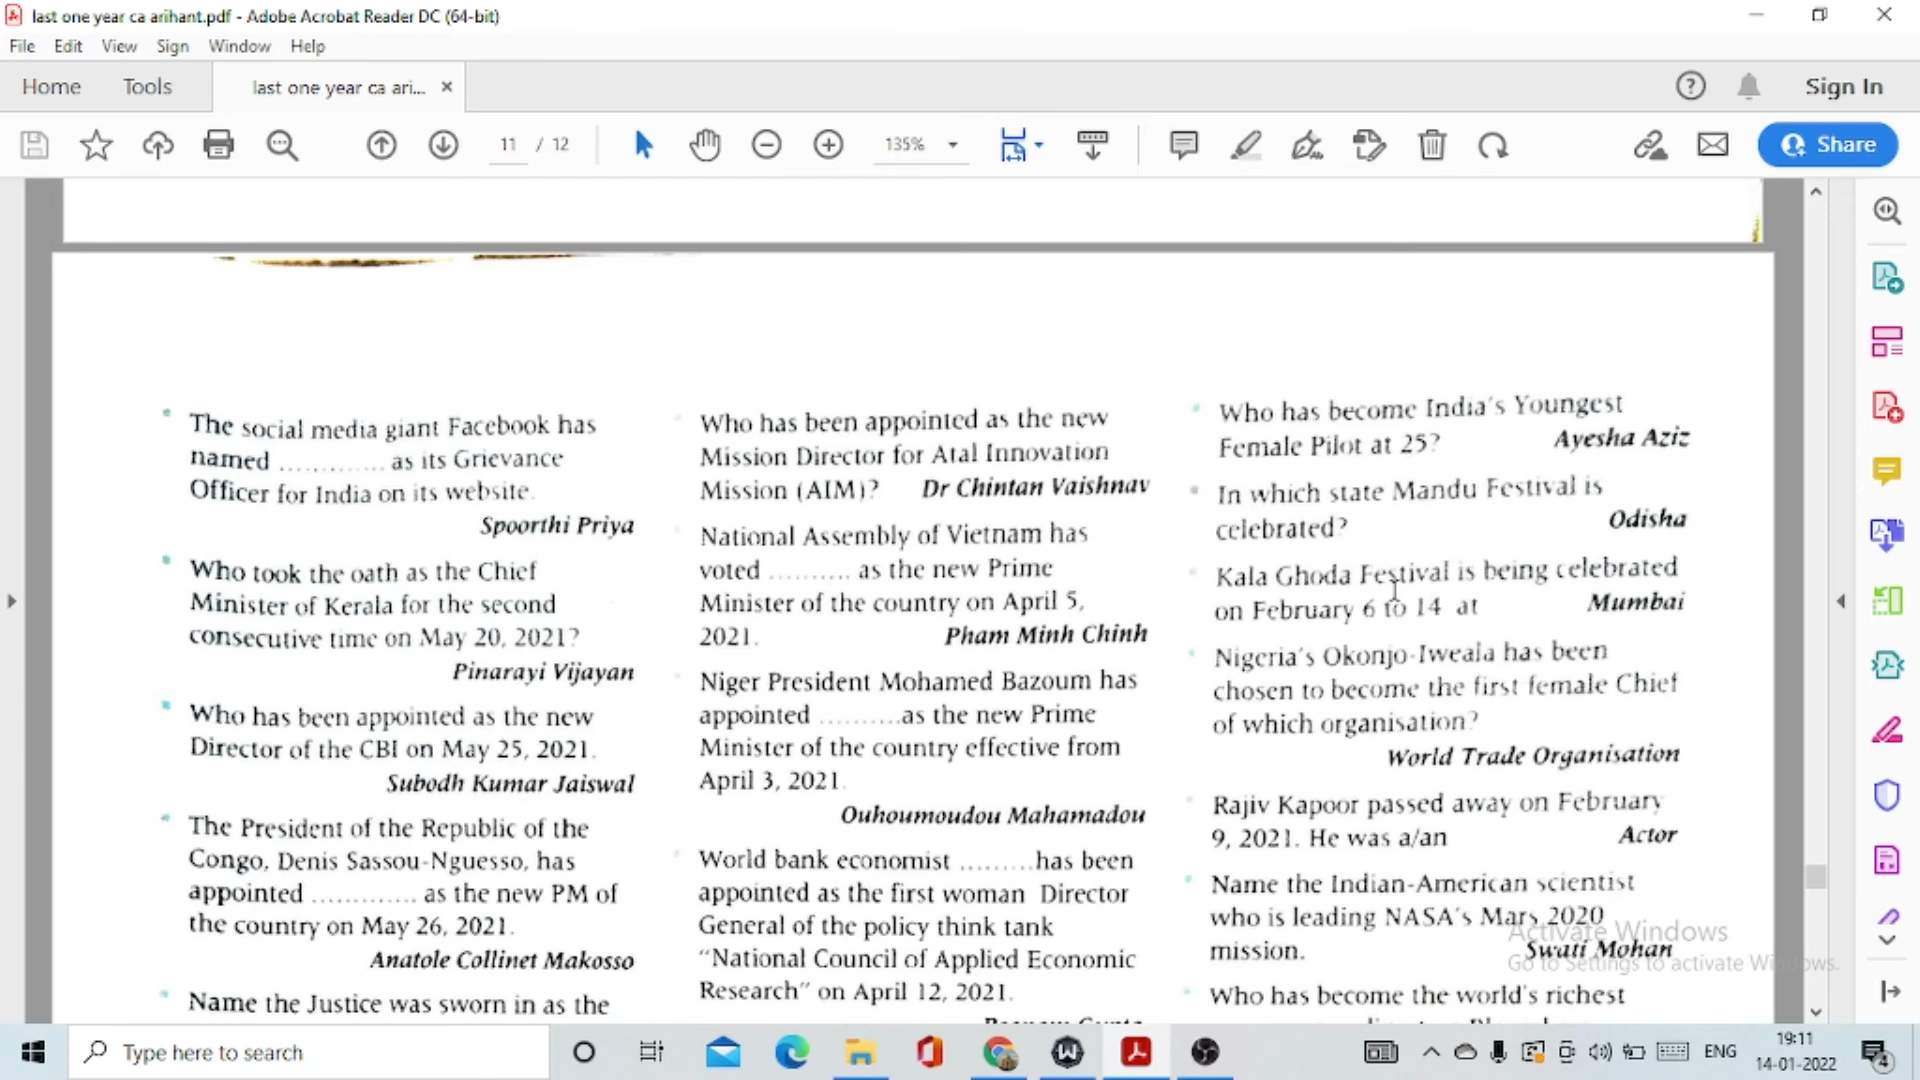 last one year ca arihant.pdf - Adobe Acrobat Reader DC (64-bit)
File Edit View Sign Window Help
Home Tools last one year ca ari... ×
Sign In
11 / 12 135%
Share
The social media giant Facebook has
named ............. as its Grievance
Officer for India on its website.
Spoorthi Priya
Who took the oath as the Chief
Minister of Kerala for the second
consecutive time on May 20, 2021?
Pinarayi Vijayan
Who has been appointed as the new
Director of the CBI on May 25, 2021.
Subodh Kumar Jaiswal
The President of the Republic of the
Congo, Denis Sassou-Nguesso, has
appointed ............. as the new PM of
the country on May 26, 2021.
Anatole Collinet Makosso
Name the Justice was sworn in as the
Who has been appointed as the new
Mission Director for Atal Innovation
Mission (AIM)? Dr Chintan Vaishnav
National Assembly of Vietnam has
voted .......... as the new Prime
Minister of the country on April 5,
2021. Pham Minh Chinh
Niger President Mohamed Bazoum has
appointed ..........as the new Prime
Minister of the country effective from
April 3, 2021.
Ouhoumoudou Mahamadou
World bank economist .........has been
appointed as the first woman Director
General of the policy think tank
"National Council of Applied Economic
Research" on April 12, 2021.
Who has become India's Youngest
Female Pilot at 25? Ayesha Aziz
In which state Mandu Festival is
celebrated? Odisha
Kala Ghoda Festival is being celebrated
on February 6 to 14 at Mumbai
Nigeria's Okonjo-Iweala has been
chosen to become the first female Chief
of which organisation?
World Trade Organisation
Rajiv Kapoor passed away on February
9, 2021. He was a/an Actor
Name the Indian-American scientist
who is leading NASA's Mars 2020
mission. Swati Mohan
Who has become the world's richest
Activate Windows
Go to Settings to activate Windows.
Type here to search
ENG
19:11
14-01-2022
4